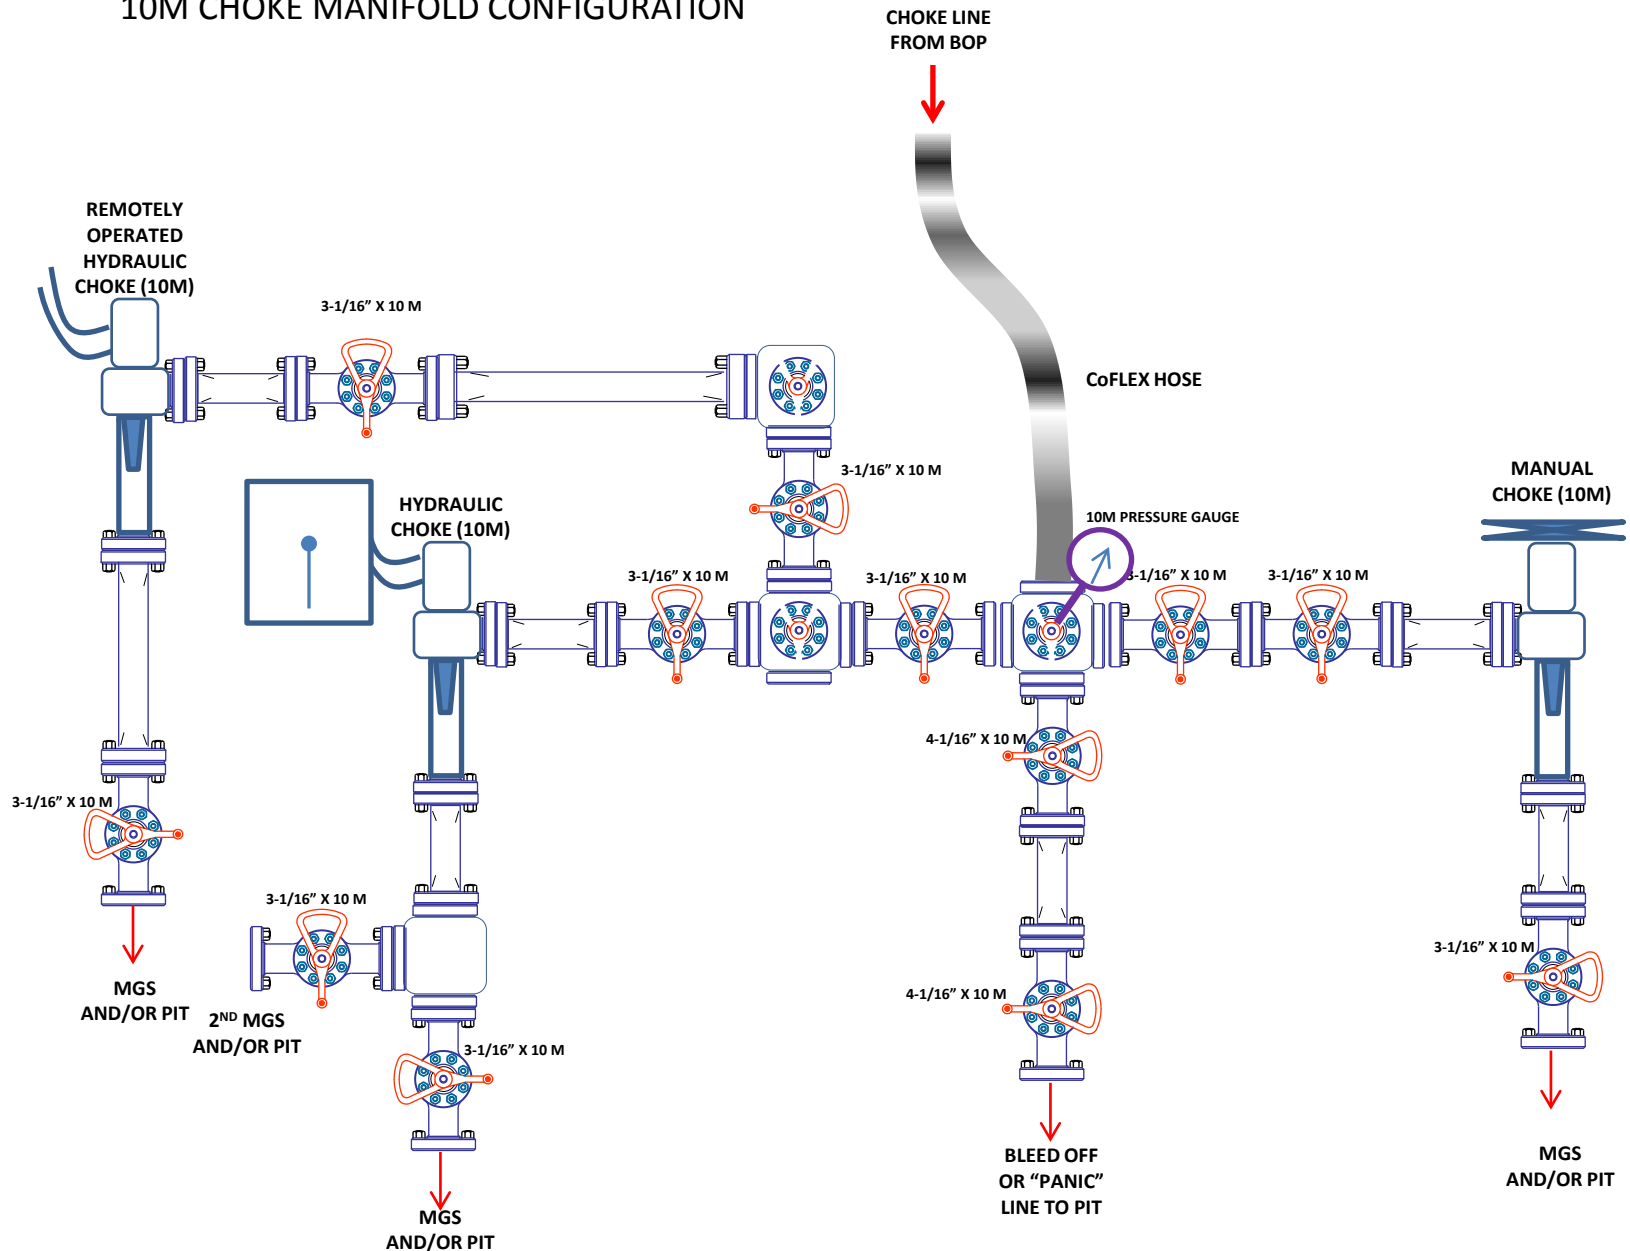 10M CHOKE MANIFOLD CONFIGURATION
CHOKE LINE
FROM BOP
REMOTELY
OPERATED
HYDRAULIC
CHOKE (10M)
3-1/16” X 10 M
CoFLEX HOSE
3-1/16” X 10 M
MANUAL
CHOKE (10M)
HYDRAULIC
CHOKE (10M)
10M PRESSURE GAUGE
3-1/16” X 10 M
3-1/16” X 10 M
3-1/16” X 10 M
3-1/16” X 10 M
4-1/16” X 10 M
3-1/16” X 10 M
3-1/16” X 10 M
3-1/16” X 10 M
4-1/16” X 10 M
MGS
AND/OR PIT
2ND MGS
AND/OR PIT
3-1/16” X 10 M
BLEED OFF
OR “PANIC”
LINE TO PIT
MGS
AND/OR PIT
MGS
AND/OR PIT